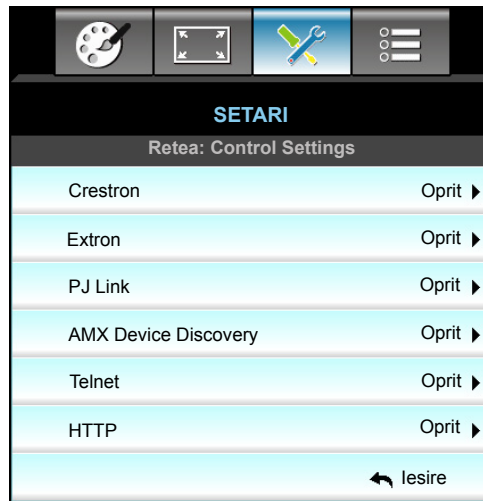 SETARI
Retea: Control Settings
Crestron Oprit
Extron Oprit
PJ Link Oprit
AMX Device Discovery Oprit
Telnet Oprit
HTTP Oprit
Iesire